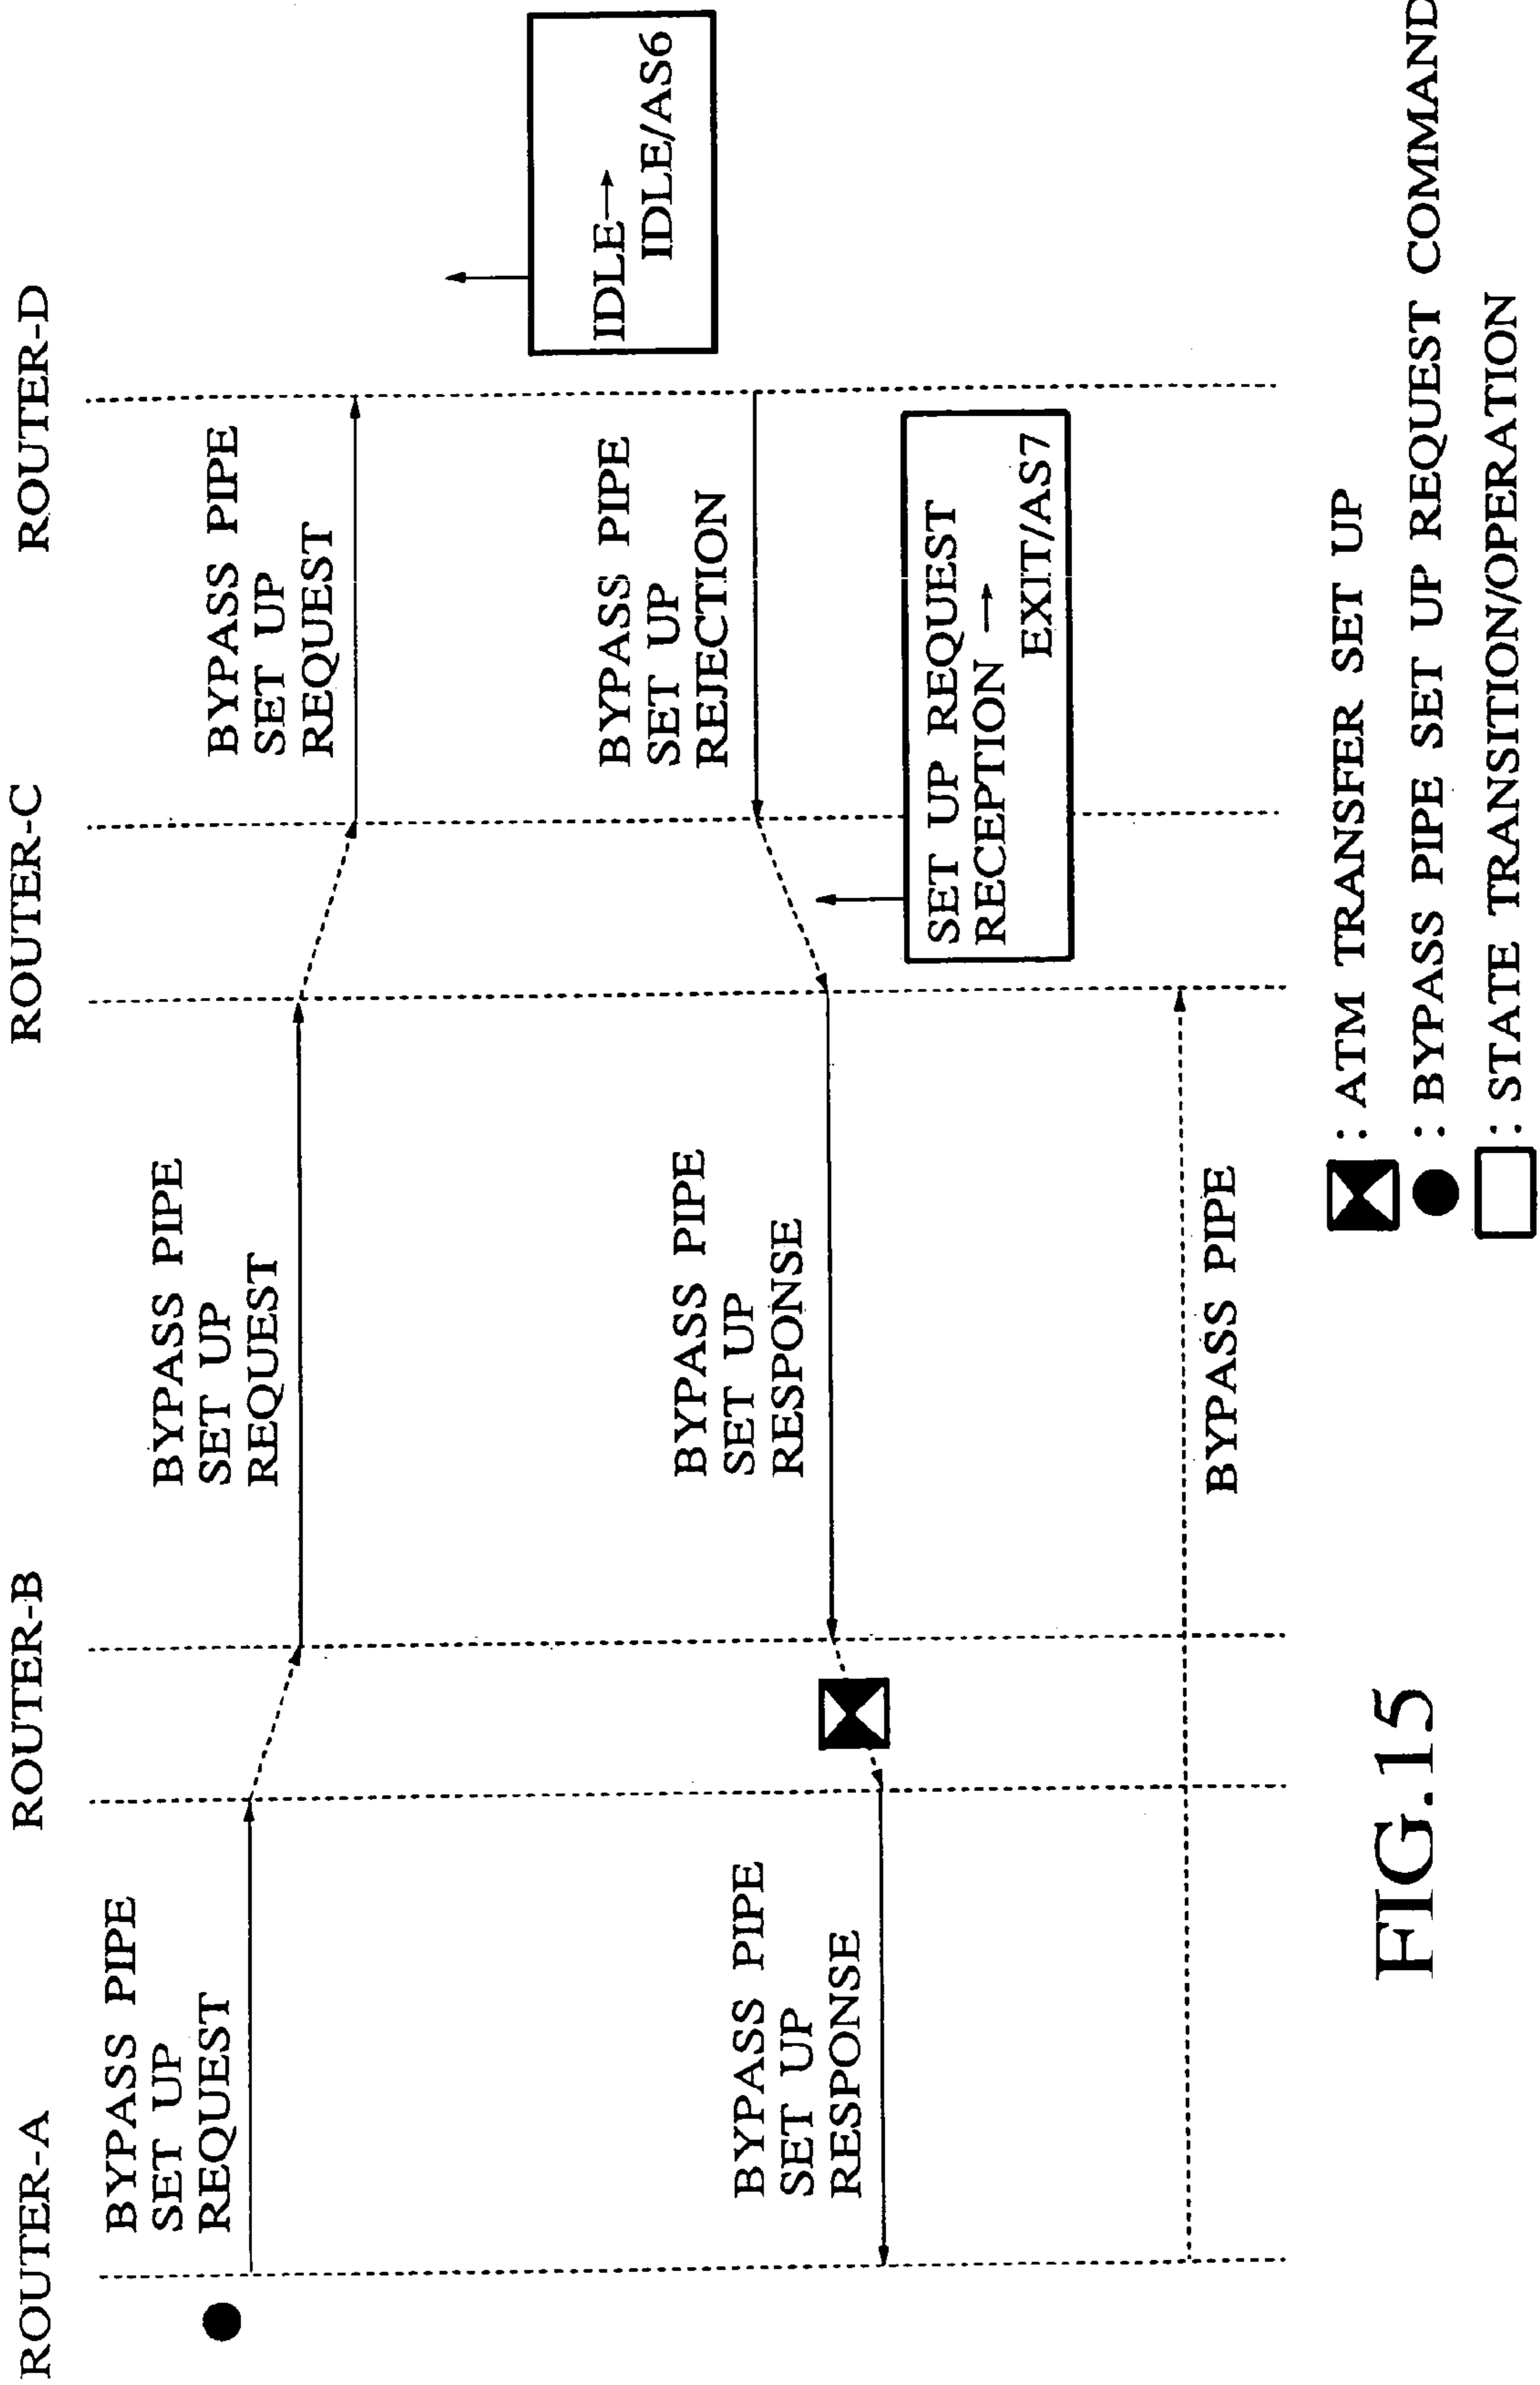 ROUTER-A
ROUTER-B
ROUTER-C
ROUTER-D
BYPASS PIPE
SET UP
REQUEST
BYPASS PIPE
SET UP
REQUEST
BYPASS PIPE
SET UP
REQUEST
IDLE→
IDLE/AS6
BYPASS PIPE
SET UP
REJECTION
BYPASS PIPE
SET UP
RESPONSE
BYPASS PIPE
SET UP
RESPONSE
SET UP REQUEST
RECEPTION →
EXIT/AS7
BYPASS PIPE
: ATM TRANSFER SET UP
: BYPASS PIPE SET UP REQUEST COMMAND
: STATE TRANSITION/OPERATION
FIG.15